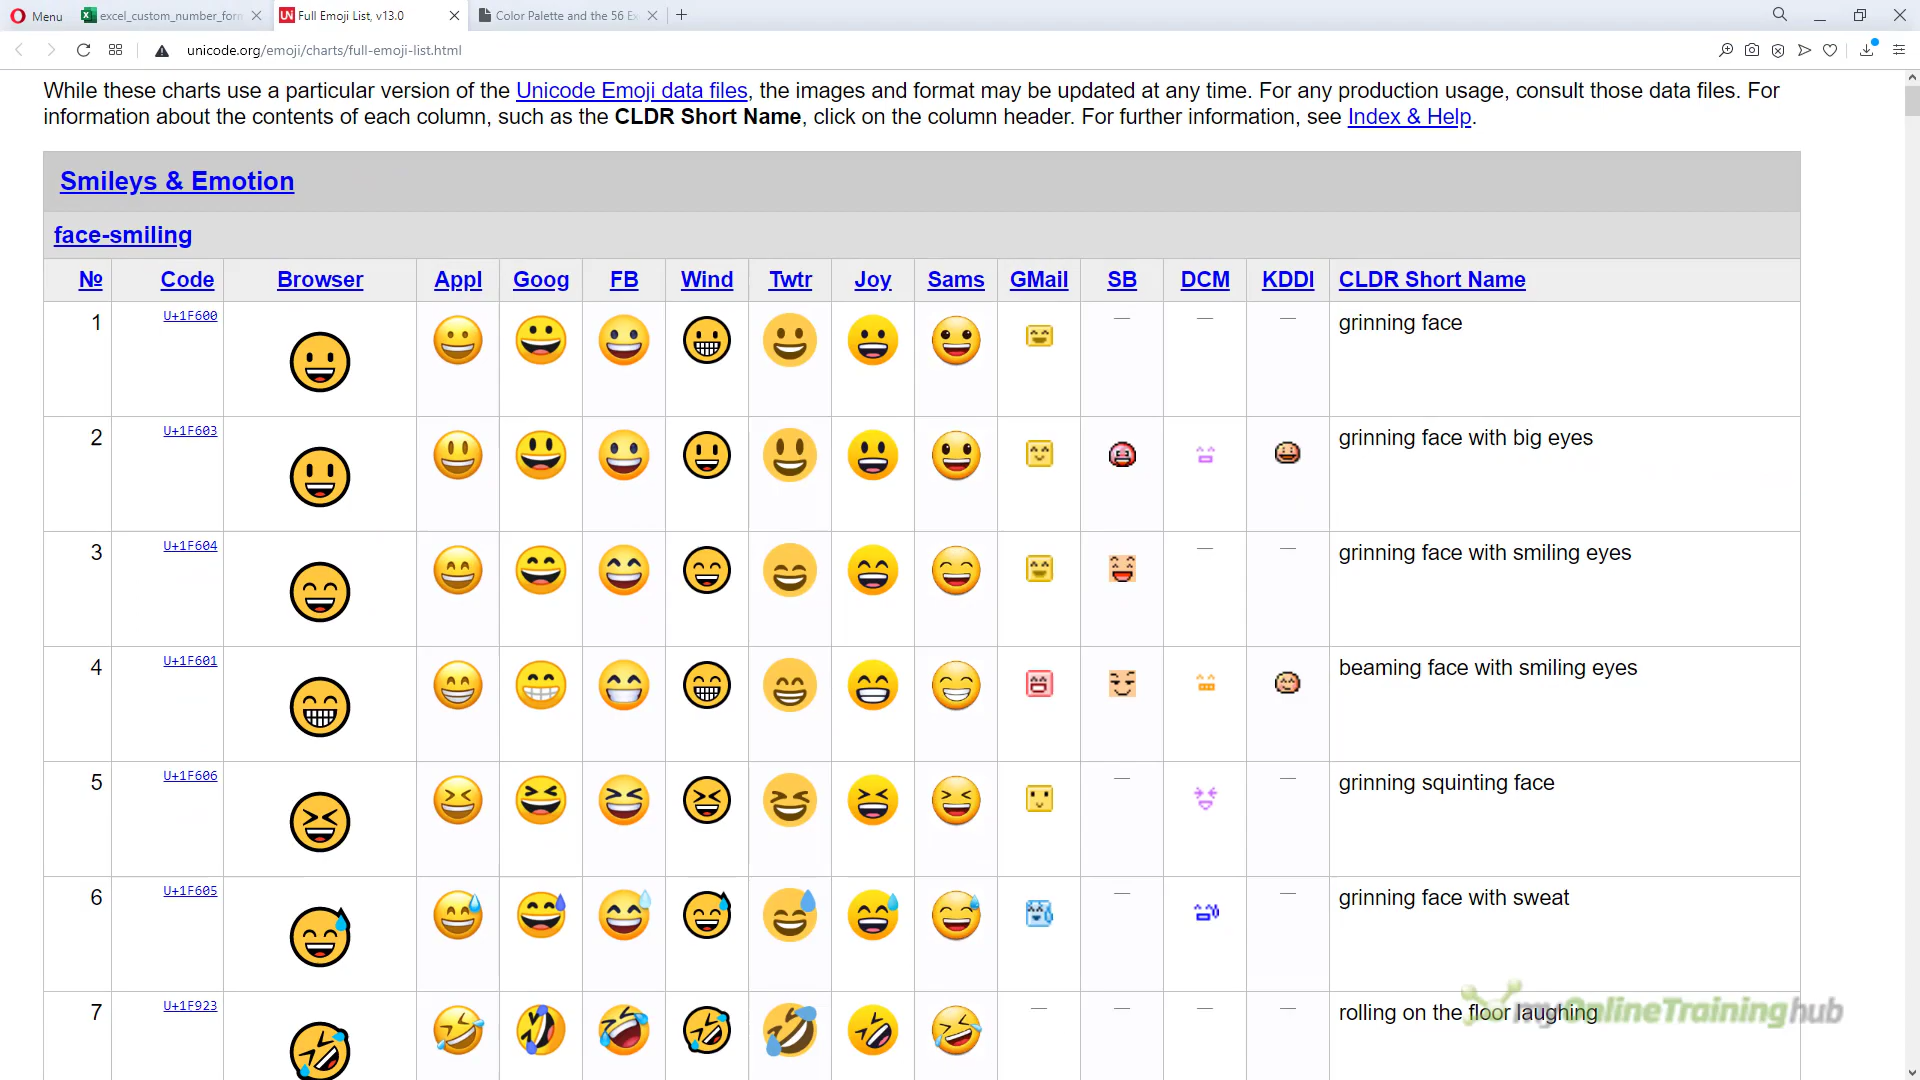 Menu
excel_custom_number_for
Full Emoji List, v13.0
Color Palette and the 56 E
unicode.org/emoji/charts/full-emoji-list.html
While these charts use a particular version of the Unicode Emoji data files, the images and format may be updated at any time. For any production usage, consult those data files. For
information about the contents of each column, such as the CLDR Short Name, click on the column header. For further information, see Index & Help.
Smileys & Emotion
face-smiling
№ Code Browser Appl Goog FB Wind Twtr Joy Sams GMail SB DCM KDDI CLDR Short Name
1 U+1F600 — — — grinning face
2 U+1F603 grinning face with big eyes
3 U+1F604 — — grinning face with smiling eyes
4 U+1F601 beaming face with smiling eyes
5 U+1F606 — — grinning squinting face
6 U+1F605 — — grinning face with sweat
7 U+1F923 — — — — rolling on the floor laughing
myOnlineTraininghub